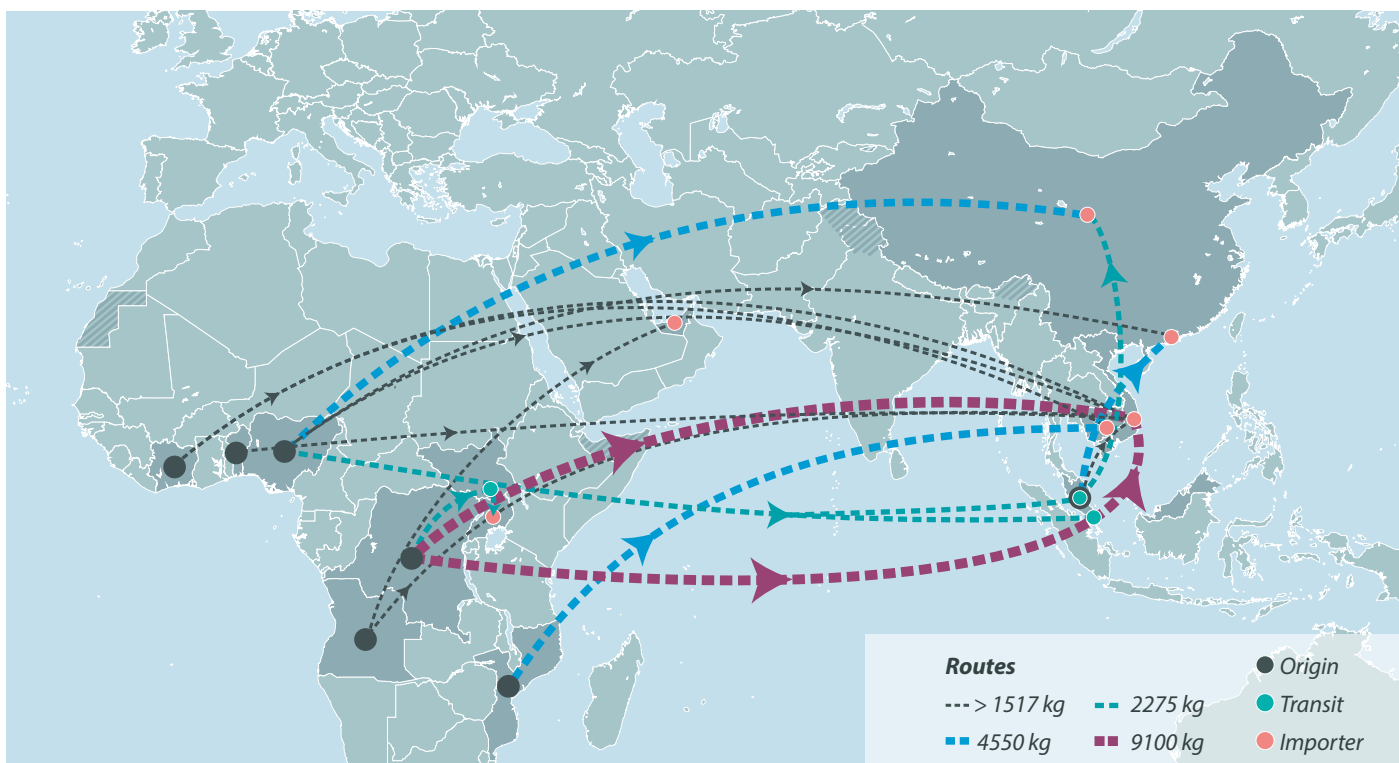 Routes
> 1517 kg
2275 kg
4550 kg
9100 kg
Origin
Transit
Importer